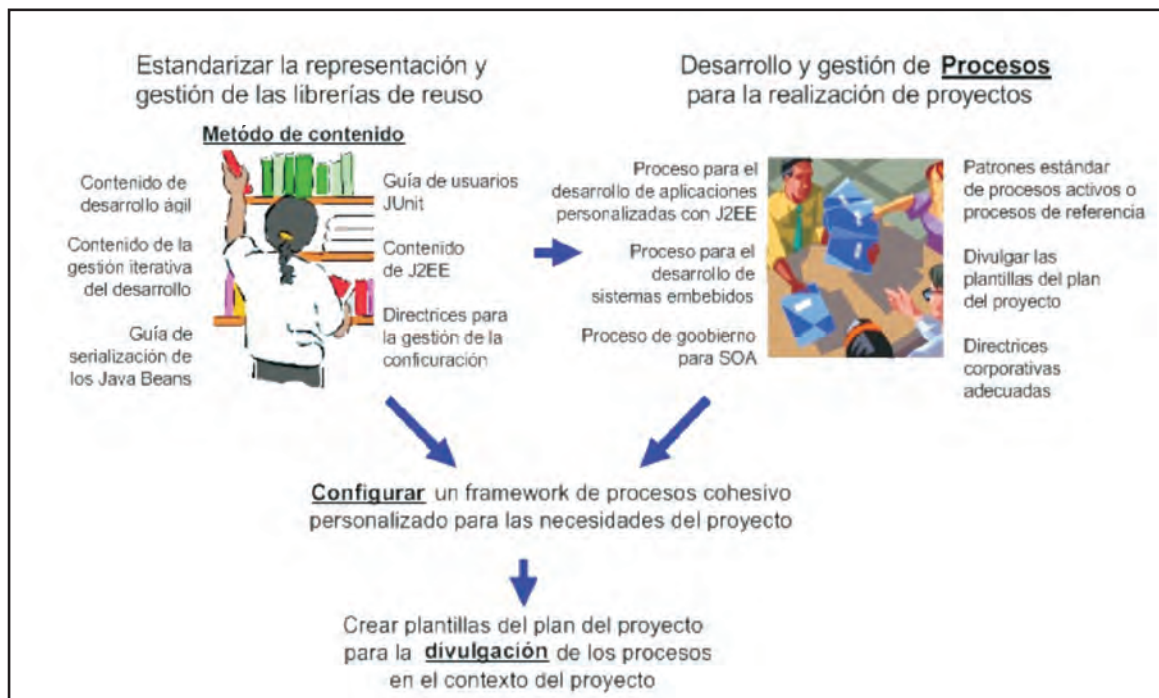 Estandarizar la representación y
gestión de las librerías de reuso
Metódo de contenido
Contenido de
desarrollo ágil
Contenido de la
gestión iterativa
del desarrollo
Guía de
serialización de
los Java Beans
Guía de usuarios
JUnit
Contenido
de J2EE
Directrices para
la gestión de la
conficuración
Desarrollo y gestión de Procesos
para la realización de proyectos
Proceso para el
desarrollo de aplicaciones
personalizadas con J2EE
Proceso para el
desarrollo de
sistemas embebidos
Proceso de goobierno
para SOA
Patrones estándar
de procesos activos o
procesos de referencia
Divulgar las
plantillas del plan
del proyecto
Directrices
corporativas
adecuadas
Configurar un framework de procesos cohesivo
personalizado para las necesidades del proyecto
Crear plantillas del plan del proyecto
para la divulgación de los procesos
en el contexto del proyecto